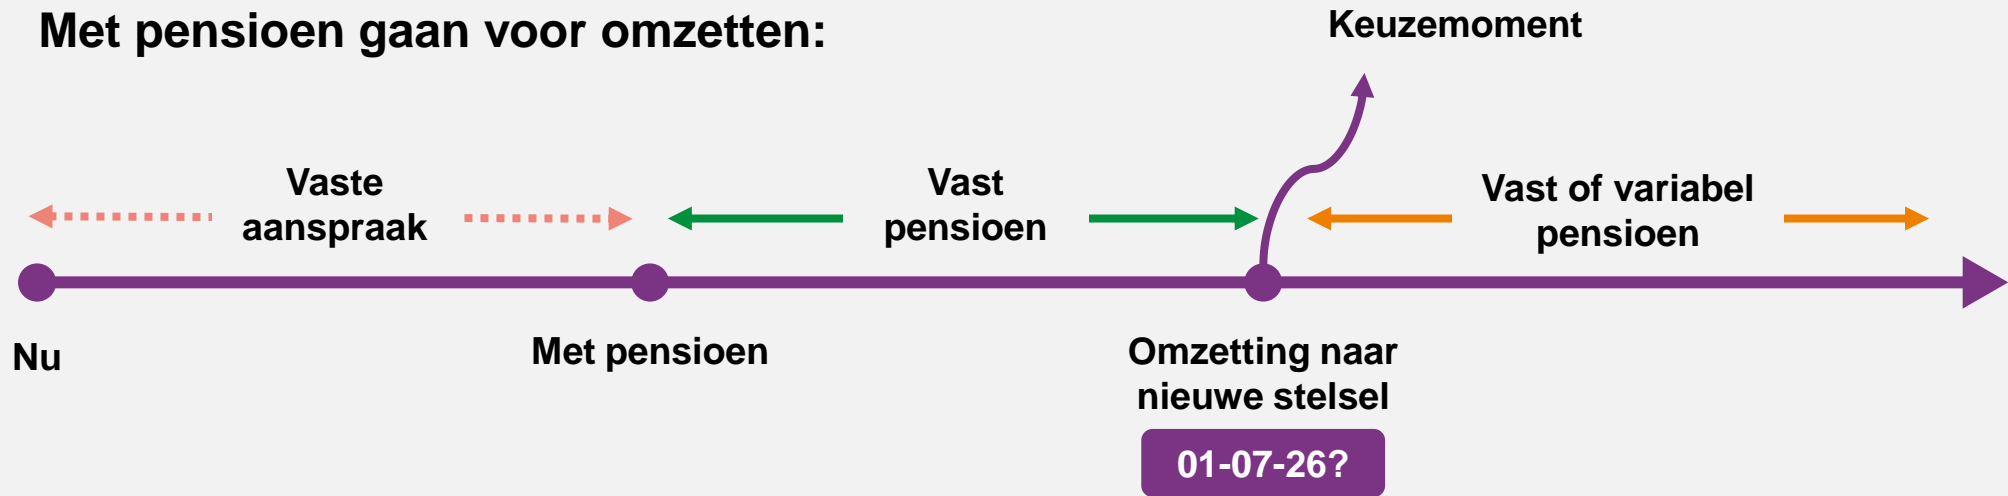 Met pensioen gaan voor omzetten:
Keuzemoment
Vaste
aanspraak
Vast
pensioen
Vast of variabel
pensioen
Nu
Met pensioen
Omzetting naar
nieuwe stelsel
01-07-26?